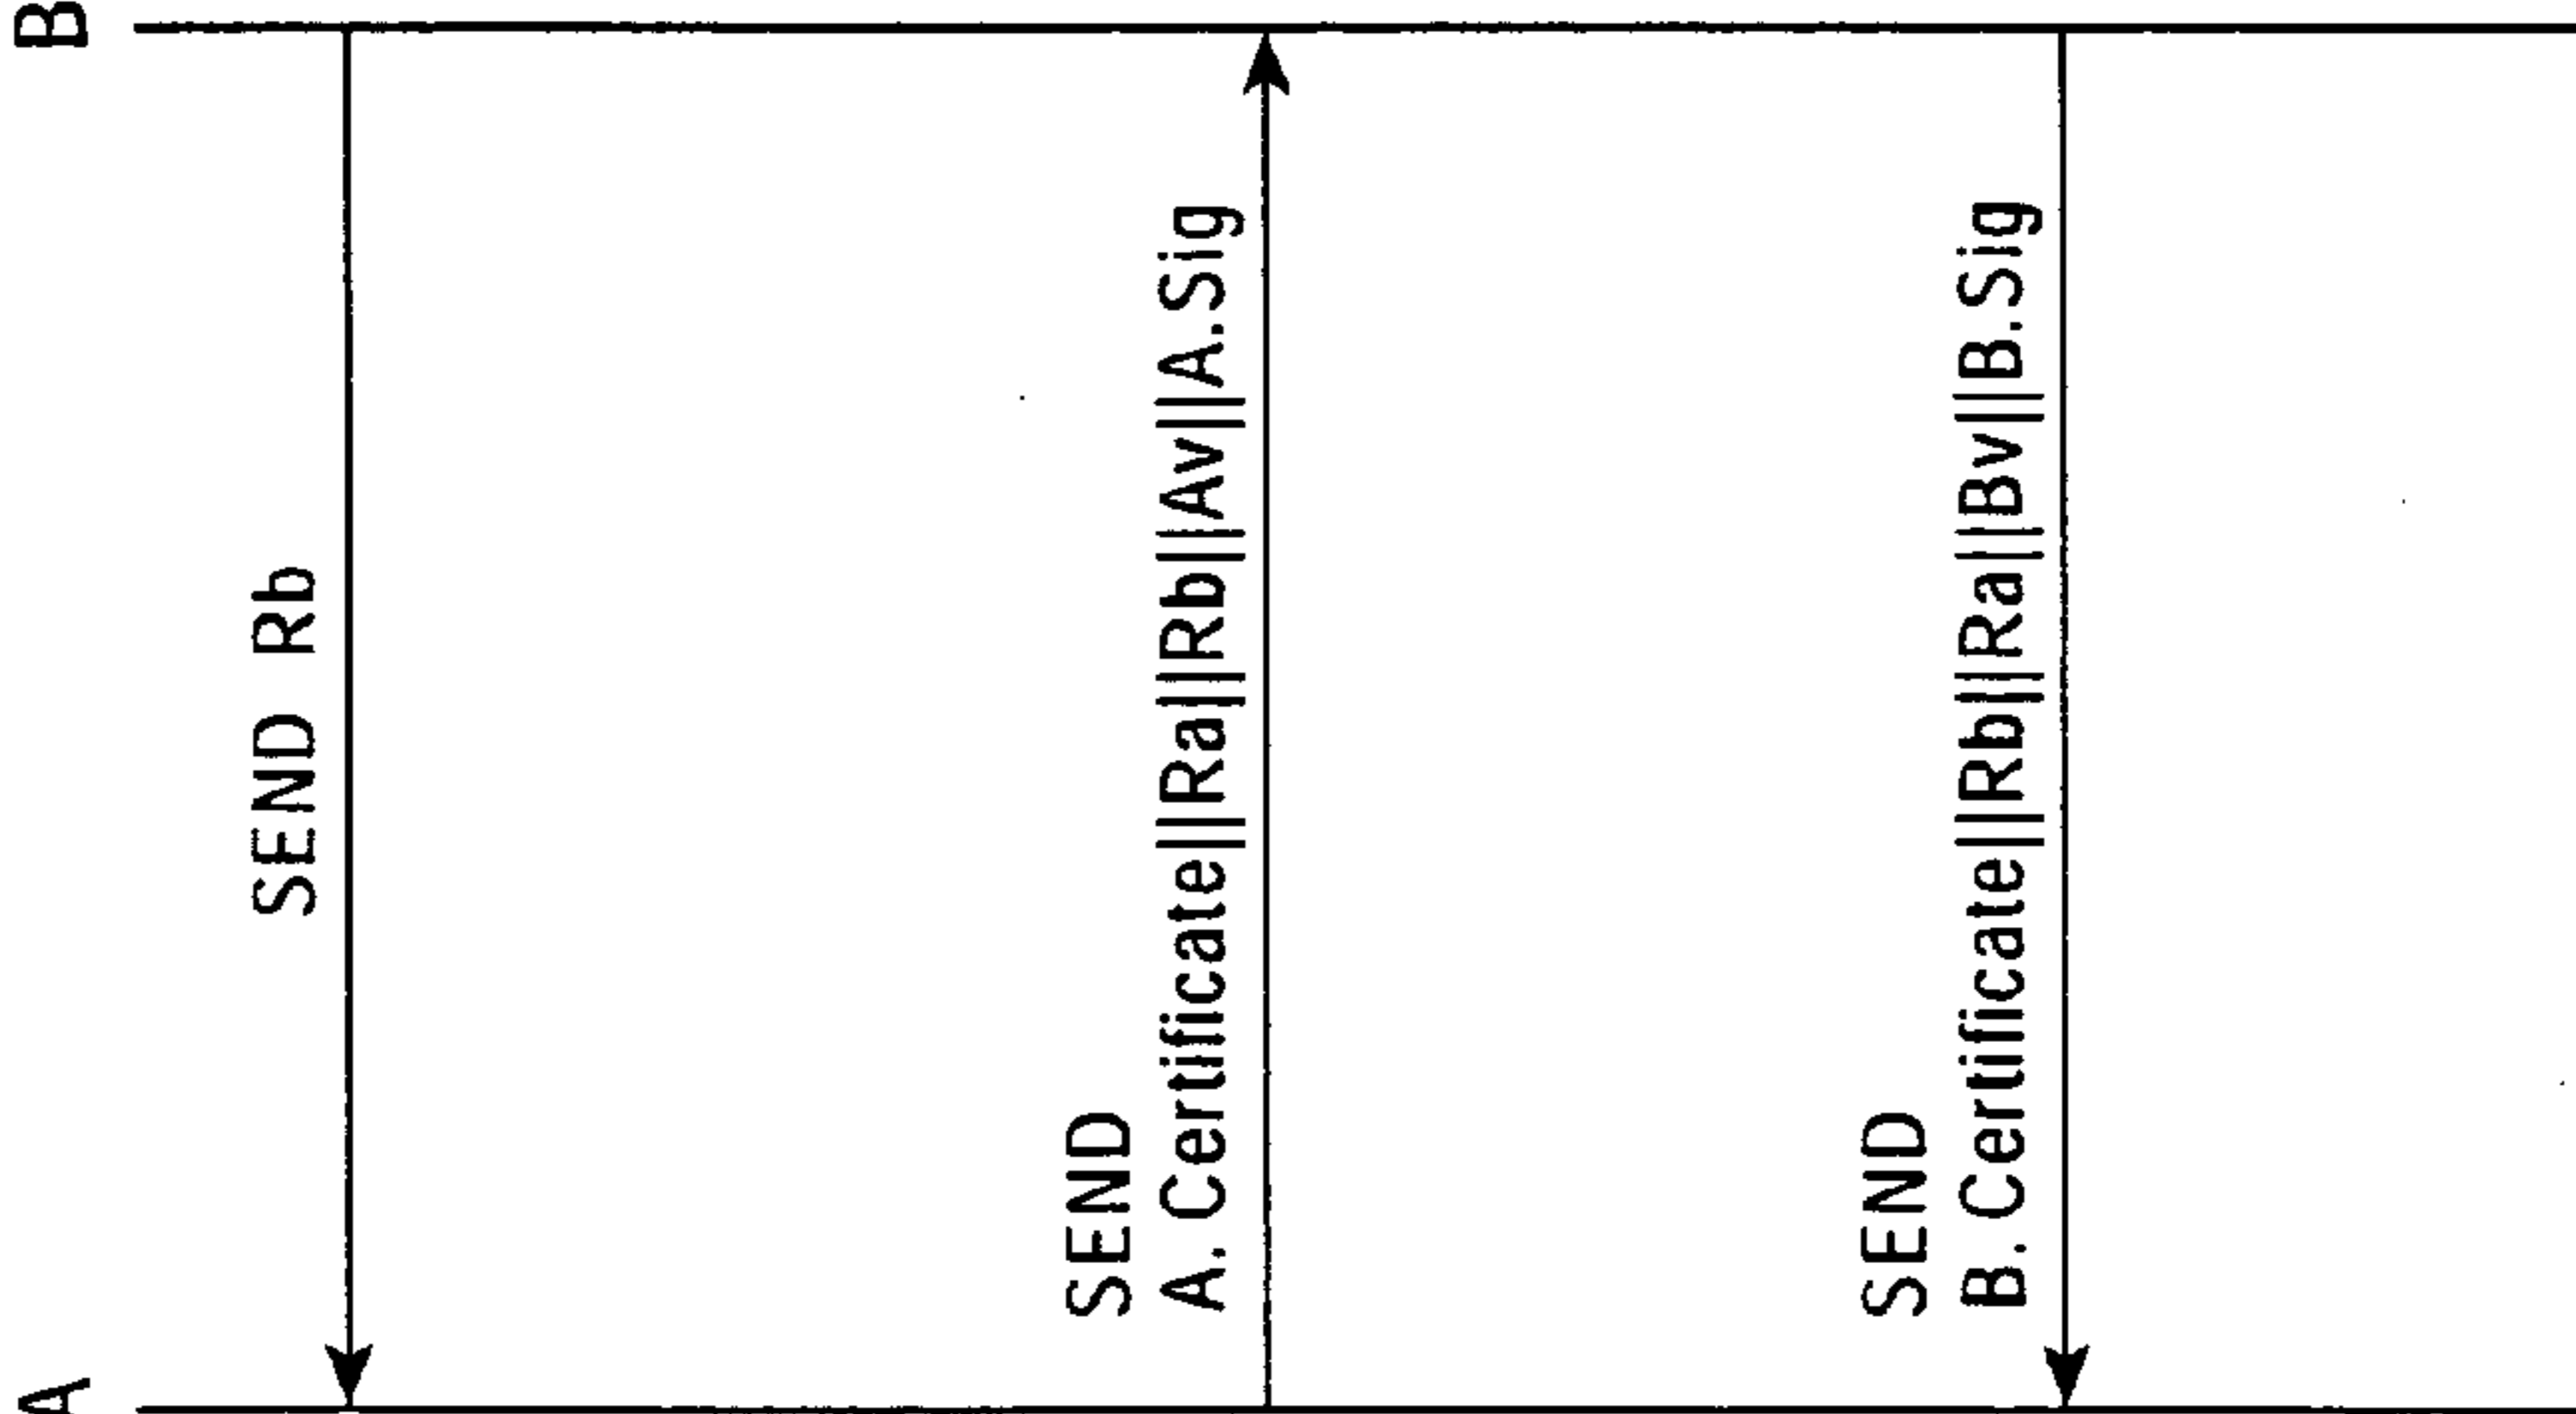 A
B
SEND Rb
SEND
A. Certificate||Ra||Rb||Av||A.Sig
SEND
B. Certificate||Rb||Ra||Bv||B.Sig